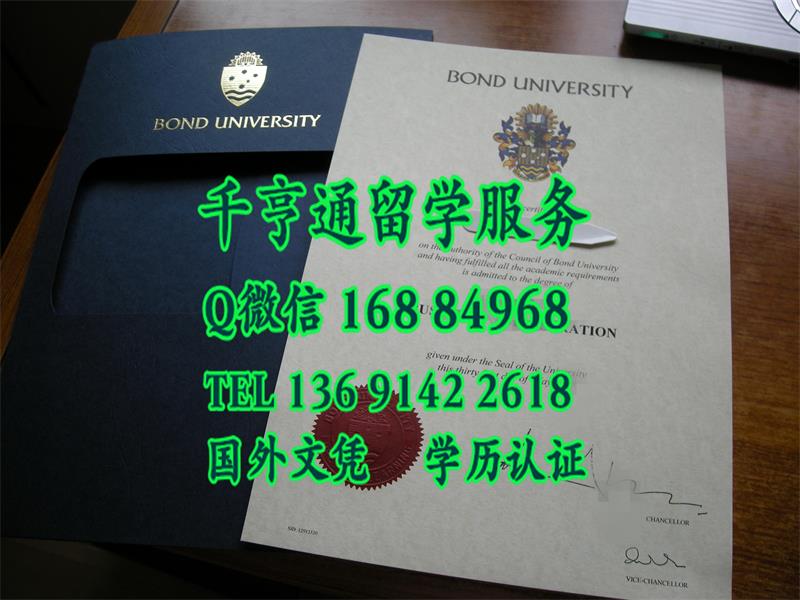 BOND UNIVERSITY
BOND UNIVERSITY
千亨通留学服务
on the authority of the Council of Bond University
and having fulfilled all the academic requirements
is admitted to the degree of
Q微信 168 84968
RATION
given under the Seal of the University
TEL 136 9142 2618
国外文凭 学历认证
CHANCELLOR
VICE-CHANCELLOR